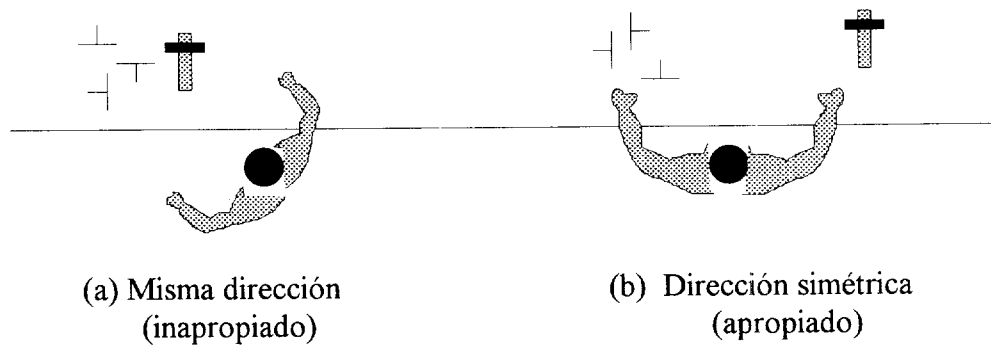 (a) Misma dirección
(inapropiado)
(b) Dirección simétrica
(apropiado)